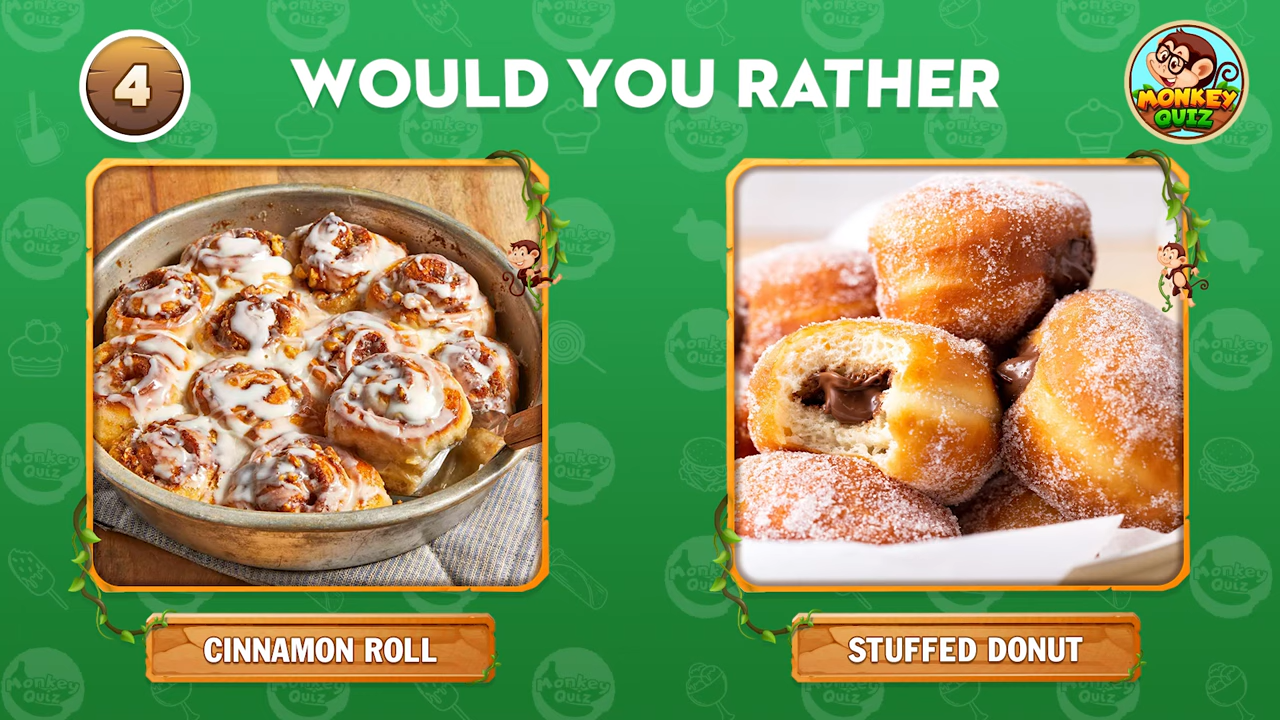 4
WOULD YOU RATHER
MONKEY
QUIZ
CINNAMON ROLL
STUFFED DONUT